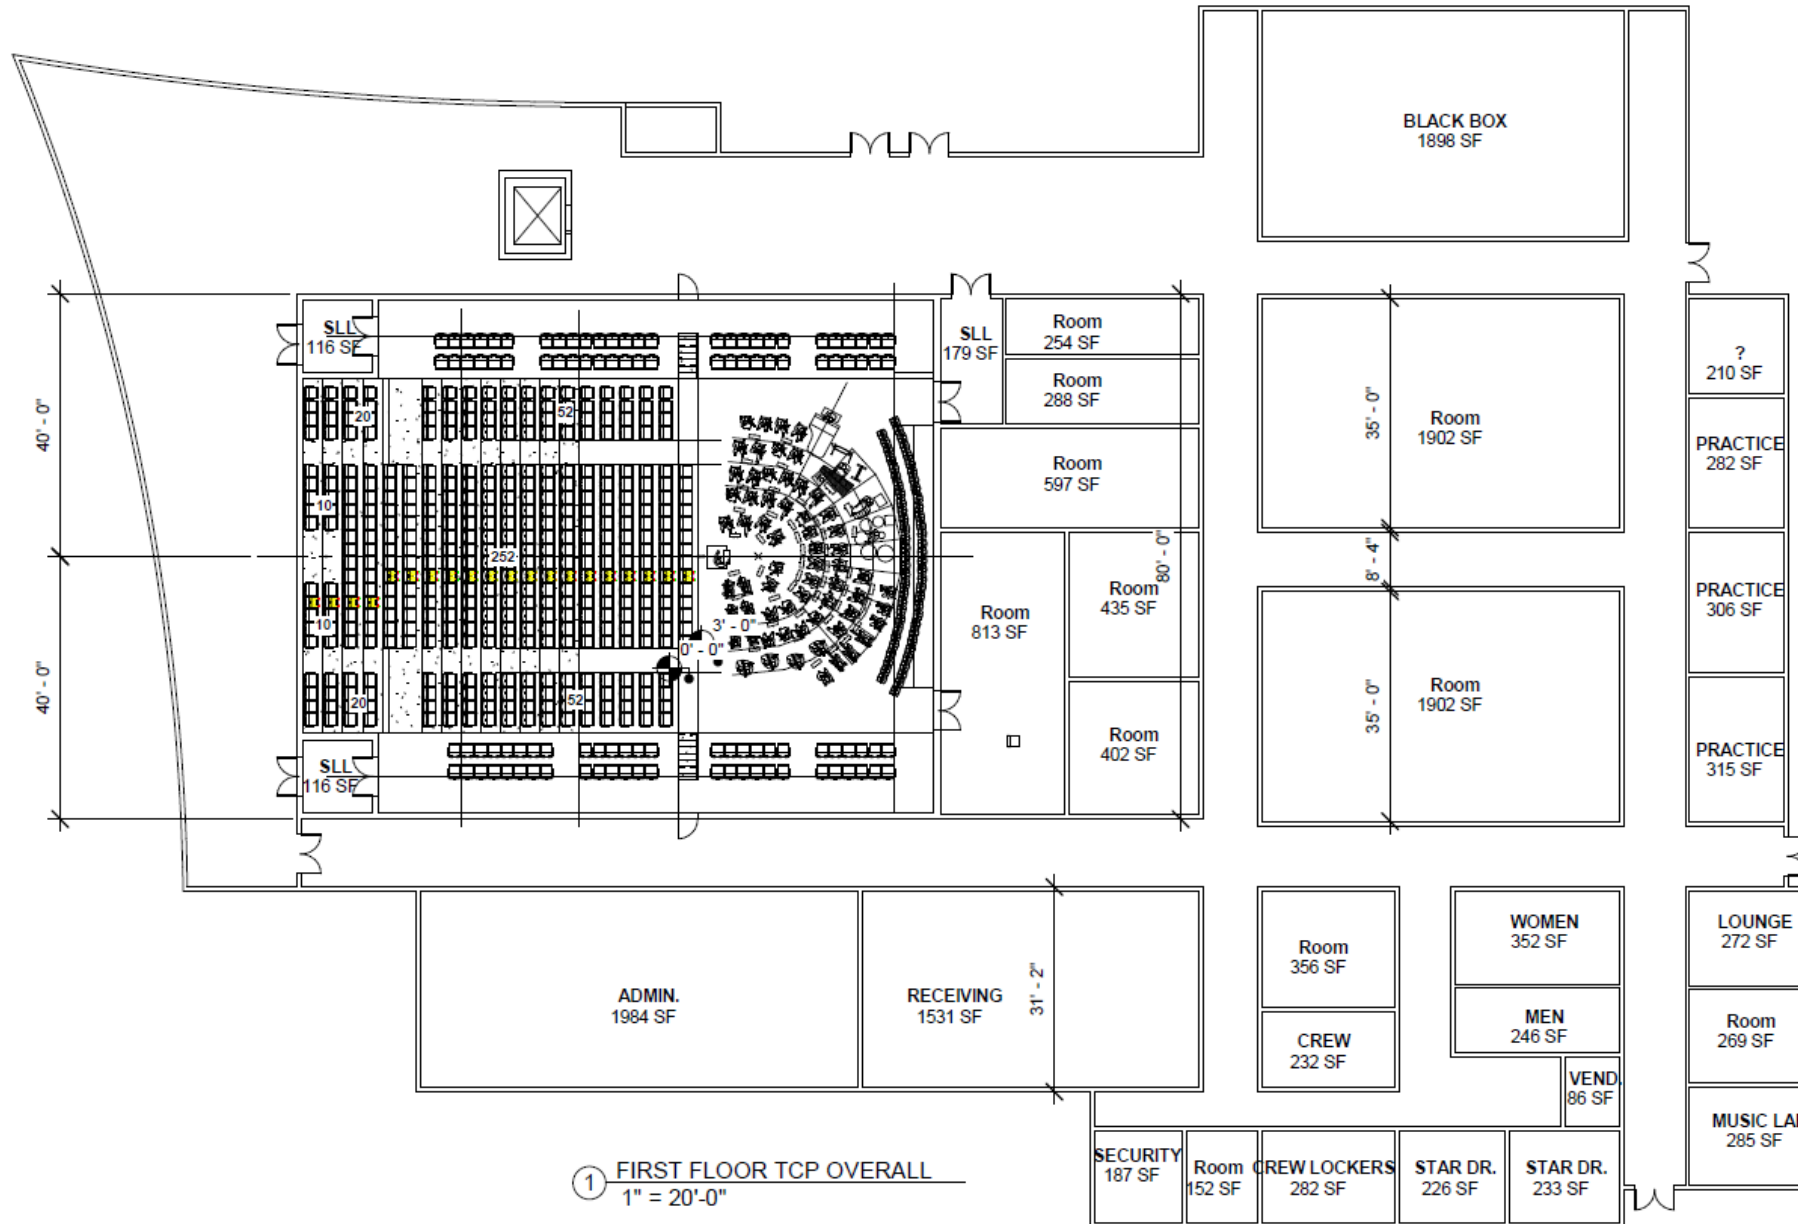 BLACK BOX
1898 SF
SLL
116 SF
SLL
179 SF
Room
254 SF
Room
288 SF
Room
597 SF
35' - 0"
Room
1902 SF
?
210 SF
PRACTICE
282 SF
40' - 0"
20
52
10
252
10
20
52
3' - 0"
0' - 0"
80' - 0"
8' - 4"
Room
813 SF
Room
435 SF
Room
402 SF
40' - 0"
SLL
116 SF
35' - 0"
Room
1902 SF
PRACTICE
306 SF
PRACTICE
315 SF
ADMIN.
1984 SF
RECEIVING
1531 SF
31' - 2"
Room
356 SF
CREW
232 SF
WOMEN
352 SF
MEN
246 SF
VEND.
86 SF
LOUNGE
272 SF
Room
269 SF
MUSIC LA
285 SF
SECURITY
187 SF
Room
152 SF
CREW LOCKERS
282 SF
STAR DR.
226 SF
STAR DR.
233 SF
1
FIRST FLOOR TCP OVERALL
1" = 20'-0"